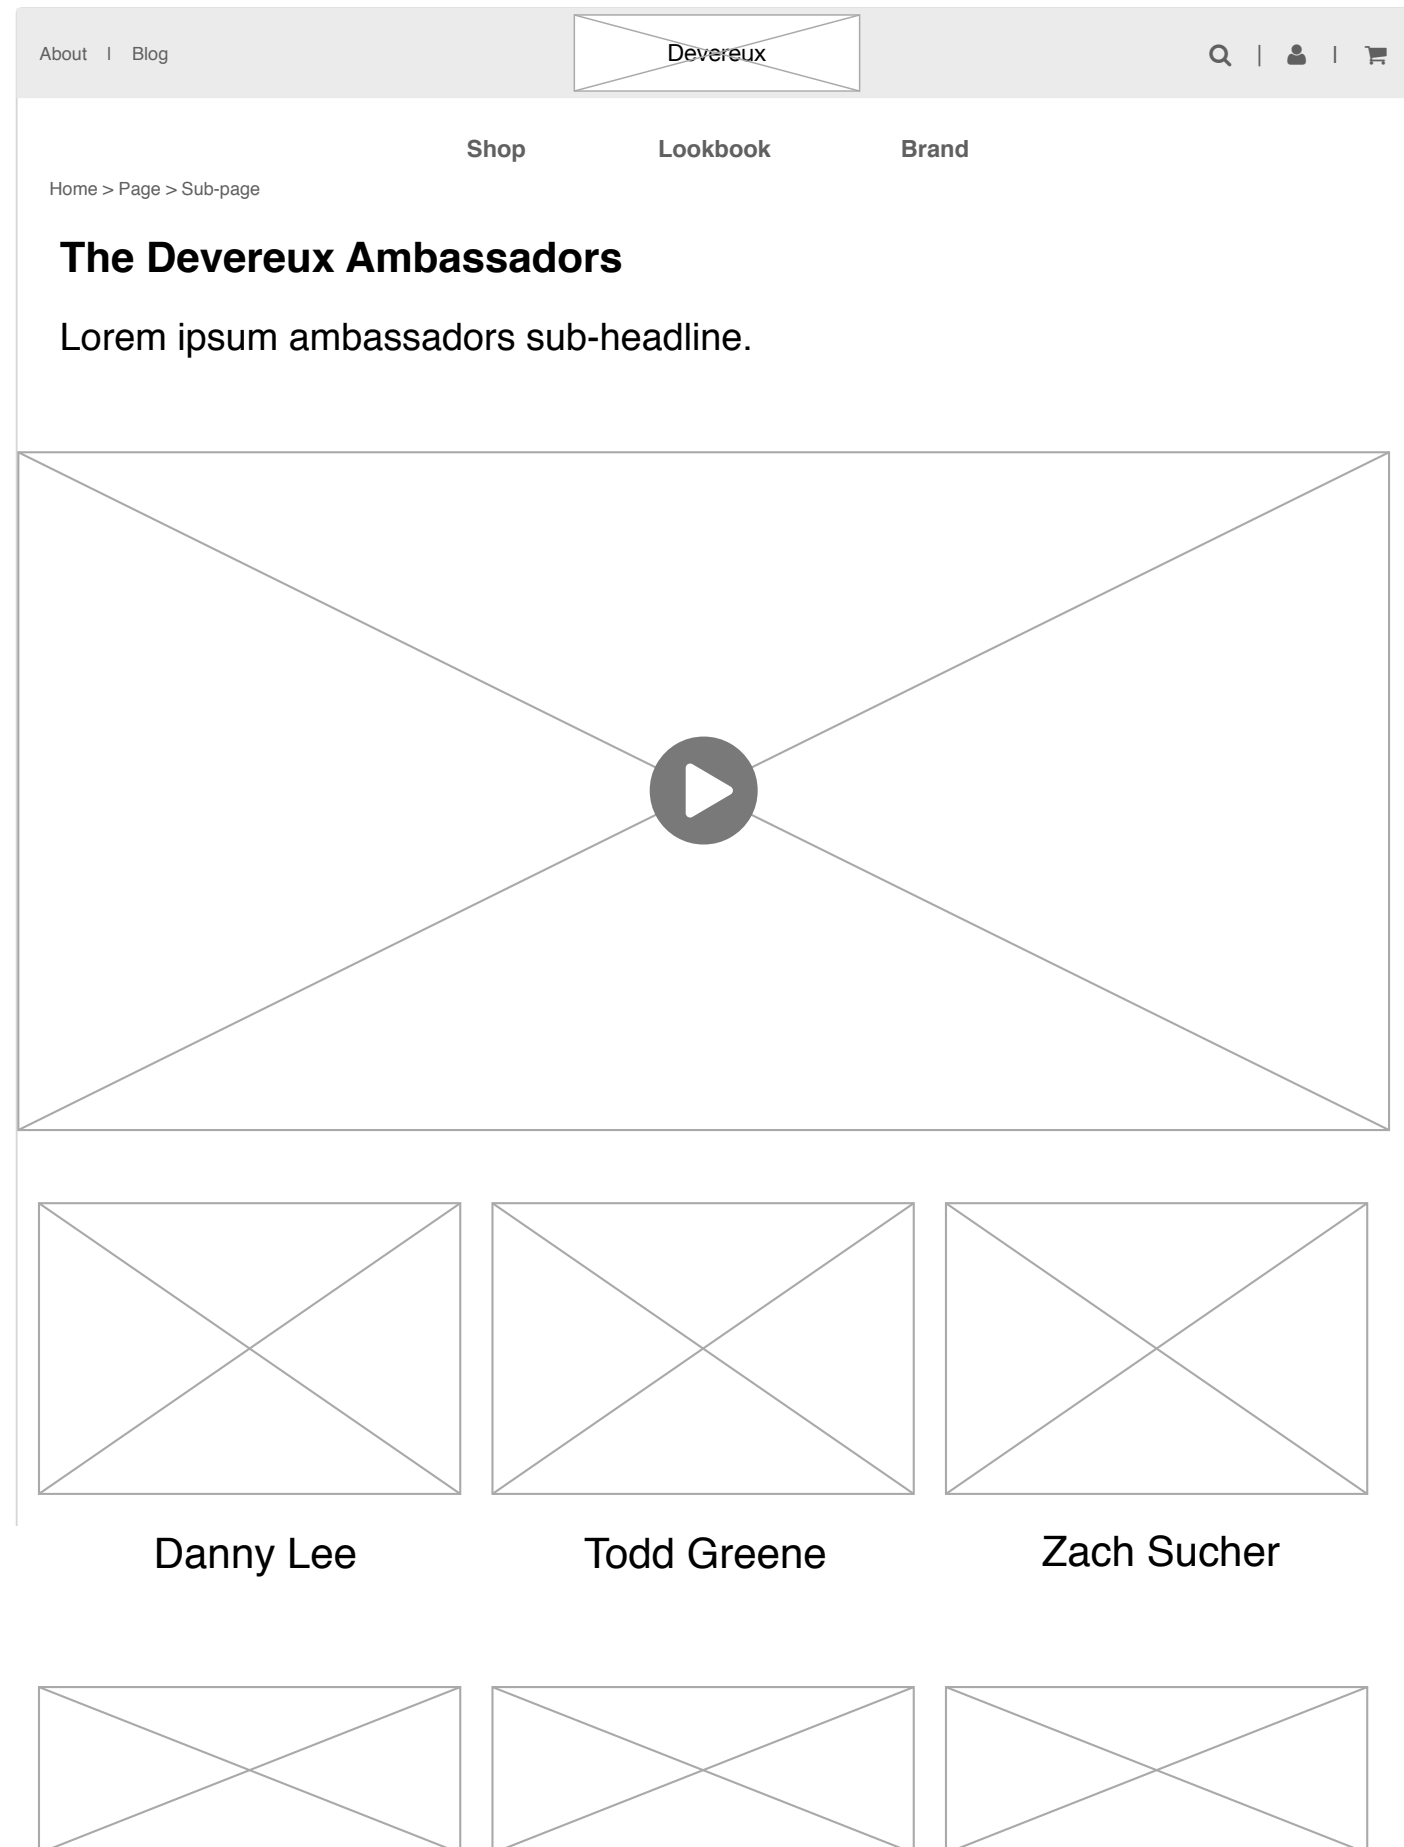 About | Blog
Devereux
| |
Shop Lookbook Brand
Home > Page > Sub-page
The Devereux Ambassadors
Lorem ipsum ambassadors sub-headline.
Danny Lee Todd Greene Zach Sucher